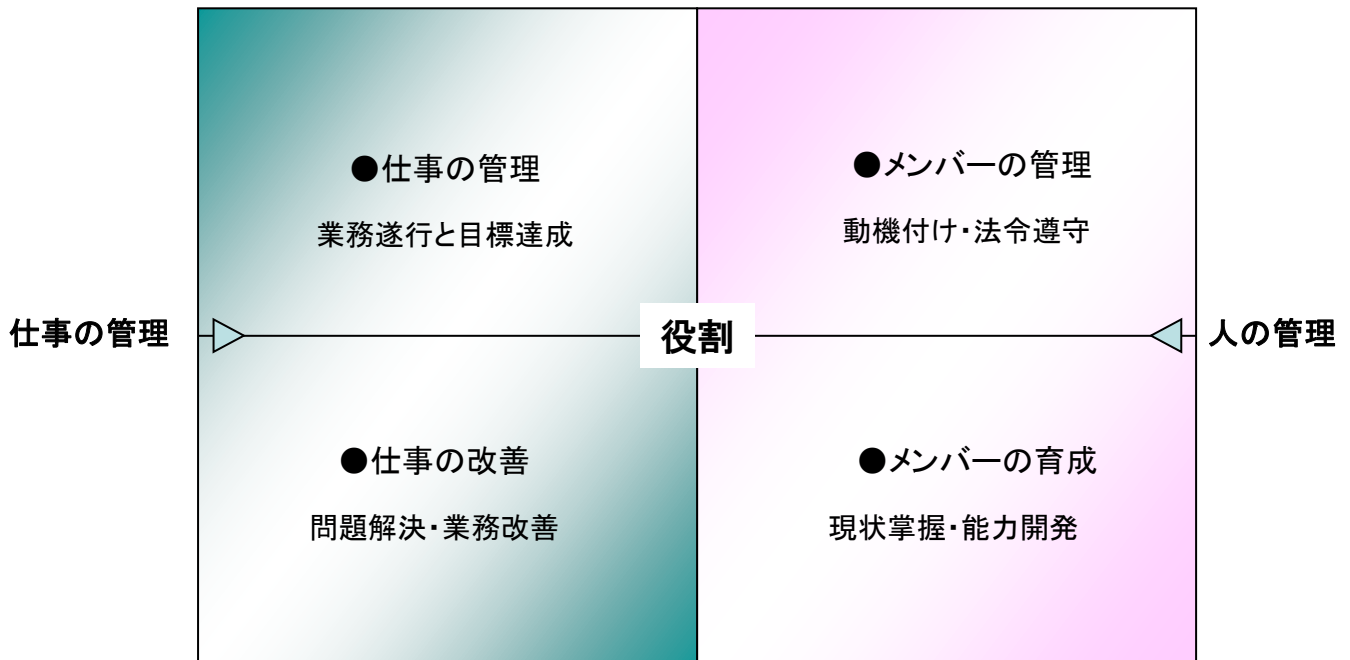 ●仕事の管理
業務遂行と目標達成
●メンバーの管理
動機付け・法令遵守
仕事の管理
役割
人の管理
●仕事の改善
問題解決・業務改善
●メンバーの育成
現状掌握・能力開発